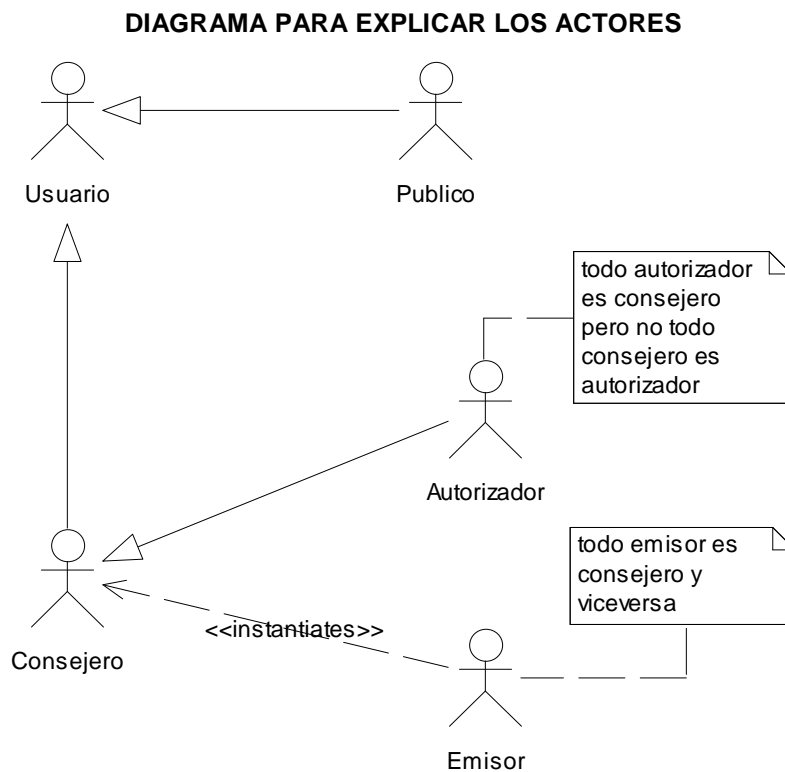 DIAGRAMA PARA EXPLICAR LOS ACTORES
Usuario
Publico
todo autorizador
es consejero
pero no todo
consejero es
autorizador
Autorizador
todo emisor es
consejero y
viceversa
<<instantiates>>
Consejero
Emisor